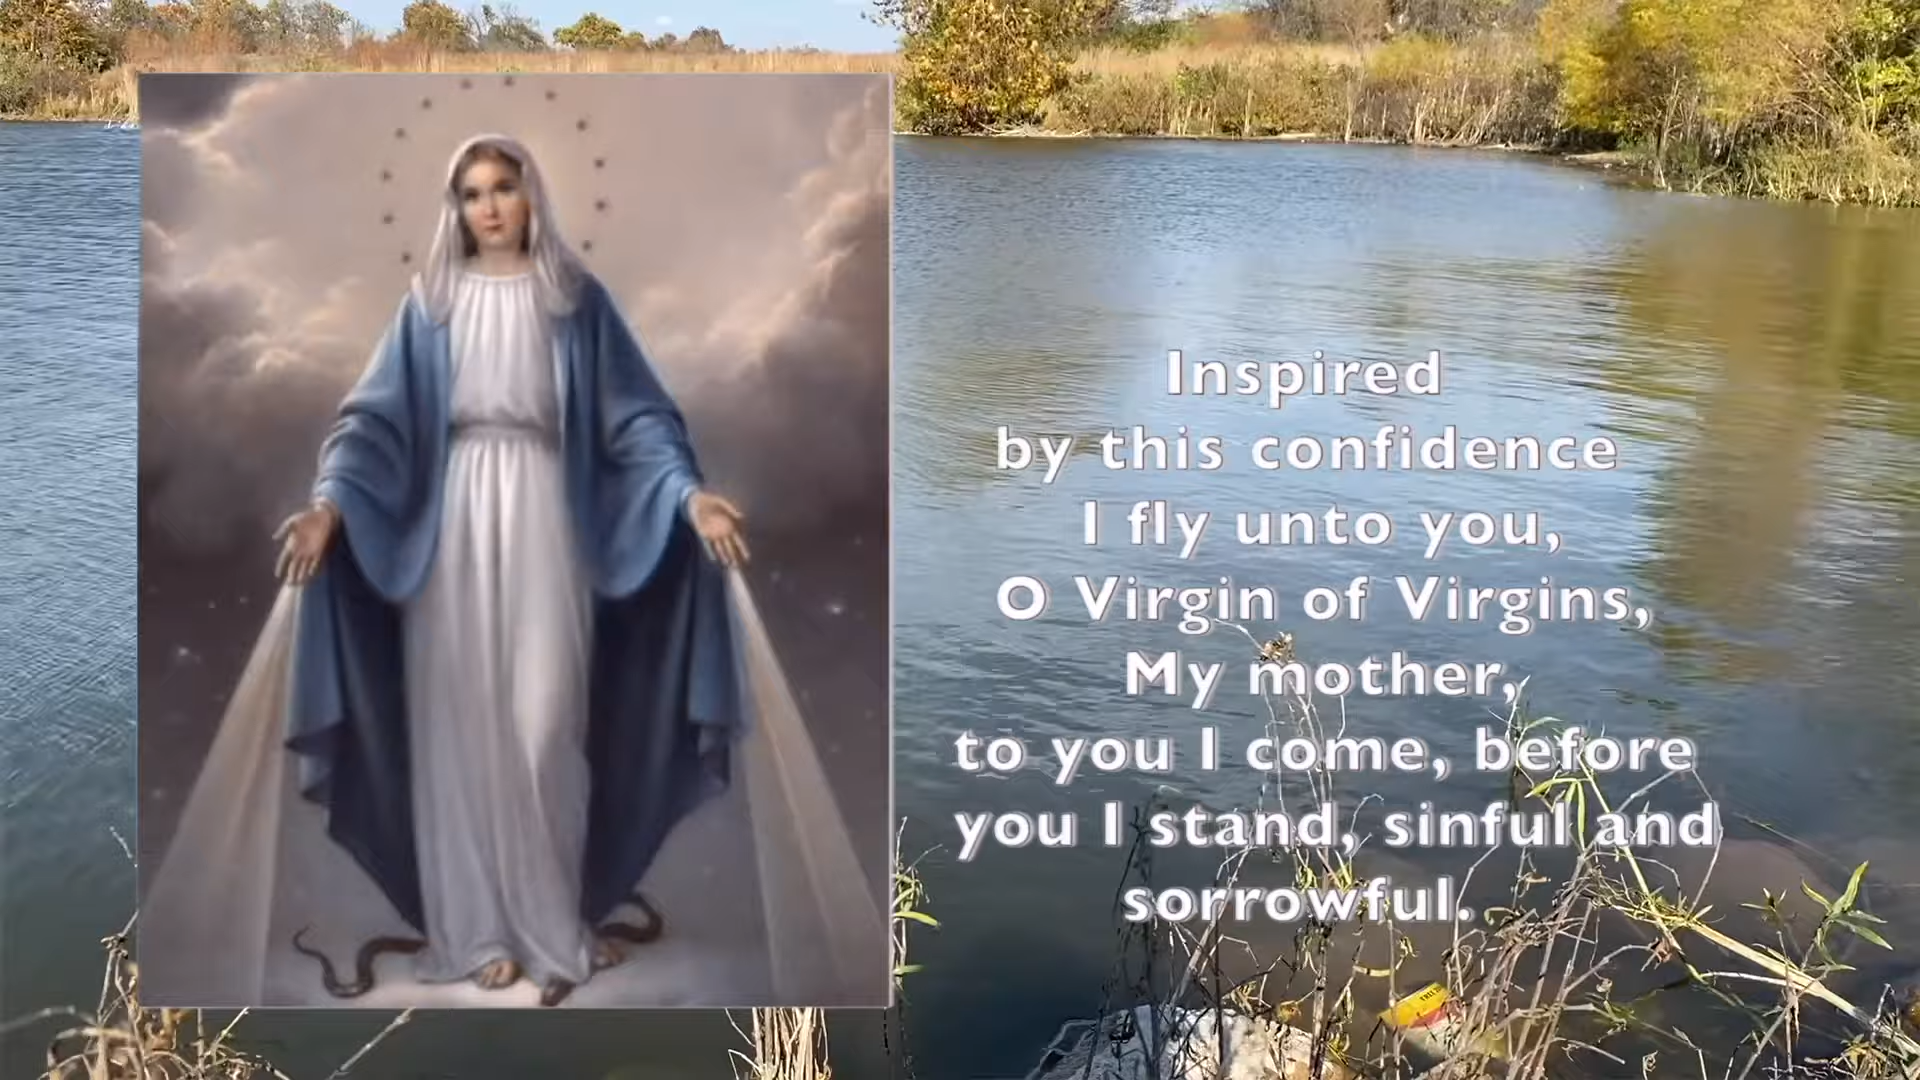 Inspired
by this confidence
I fly unto you,
O Virgin of Virgins,
My mother,
to you I come, before
you I stand, sinful and
sorrowful.